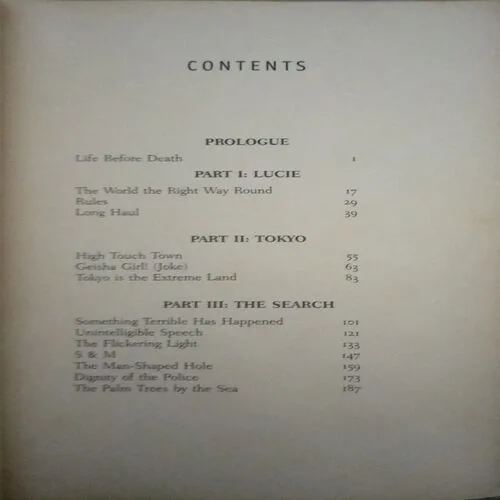 CONTENTS
PROLOGUE
Life Before Death 1
PART I: LUCIE
The World the Right Way Round 17
Rules 29
Long Haul 39
PART II: TOKYO
High Touch Town 55
Geisha Girl! (Joke) 63
Tokyo is the Extreme Land 83
PART III: THE SEARCH
Something Terrible Has Happened 101
Unintelligible Speech 121
The Flickering Light 133
S & M 147
The Man-Shaped Hole 159
Dignity of the Police 173
The Palm Trees by the Sea 187